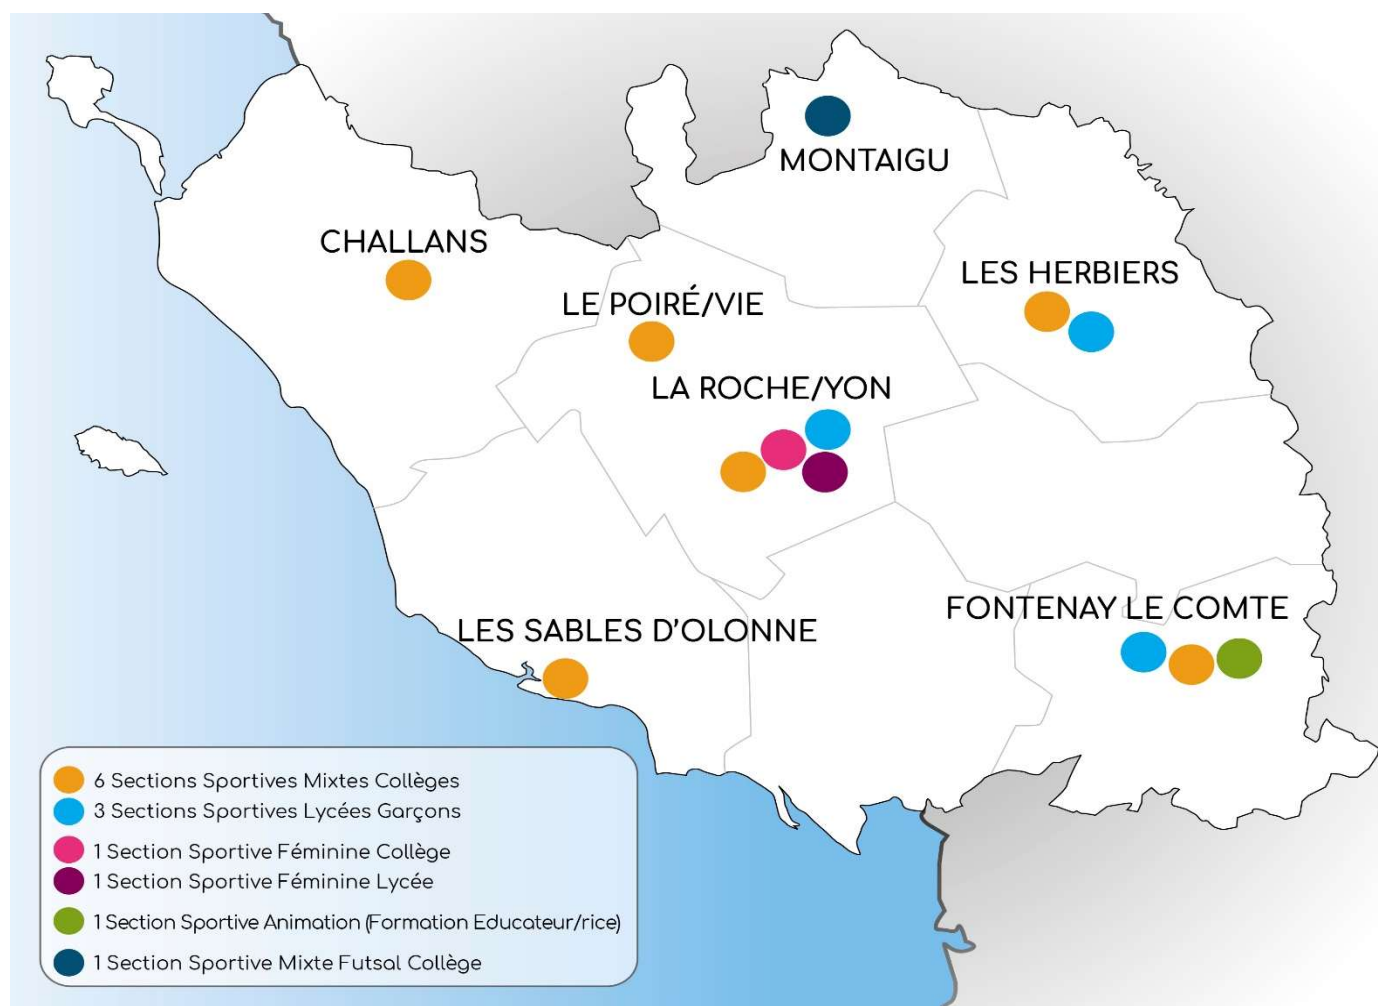 MONTAIGU
CHALLANS
LES HERBIERS
LE POIRÉ/VIE
LA ROCHE/YON
FONTENAY LE COMTE
LES SABLES D'OLONNE
6 Sections Sportives Mixtes Collèges
3 Sections Sportives Lycées Garçons
1 Section Sportive Féminine Collège
1 Section Sportive Féminine Lycée
1 Section Sportive Animation (Formation Educateur/rice)
1 Section Sportive Mixte Futsal Collège